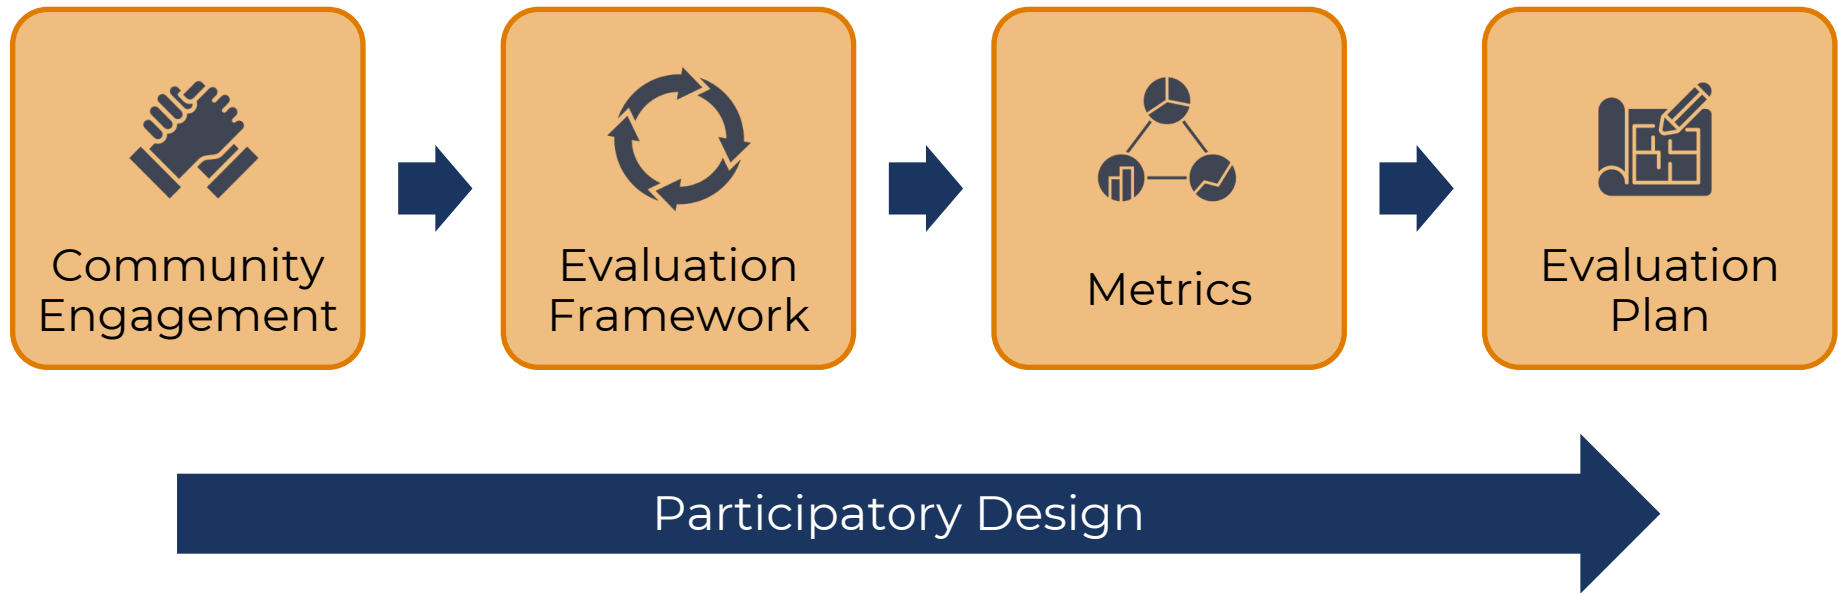 Community
Engagement
Evaluation
Framework
Metrics
Evaluation
Plan
Participatory Design